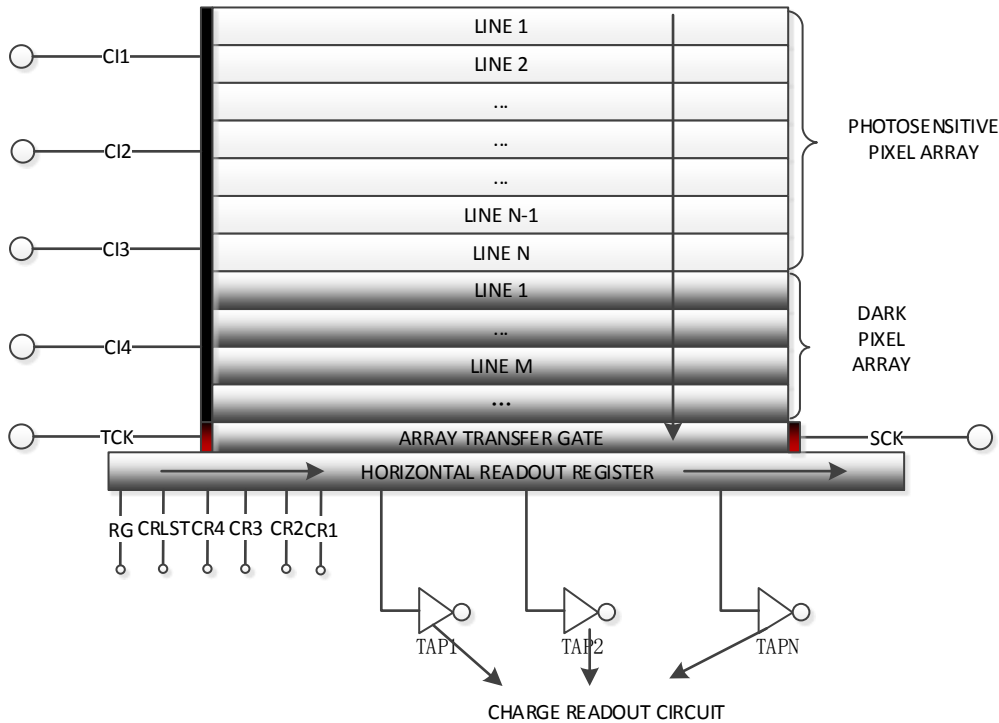 LINE 1
CI1
LINE 2
...
PHOTOSENSITIVE
PIXEL ARRAY
CI2
...
...
LINE N-1
CI3
LINE N
LINE 1
DARK
PIXEL
ARRAY
...
CI4
LINE M
...
TCK
ARRAY TRANSFER GATE
SCK
HORIZONTAL READOUT REGISTER
RG CRLST CR4 CR3 CR2 CR1
TAP1 TAP2 TAPN
CHARGE READOUT CIRCUIT